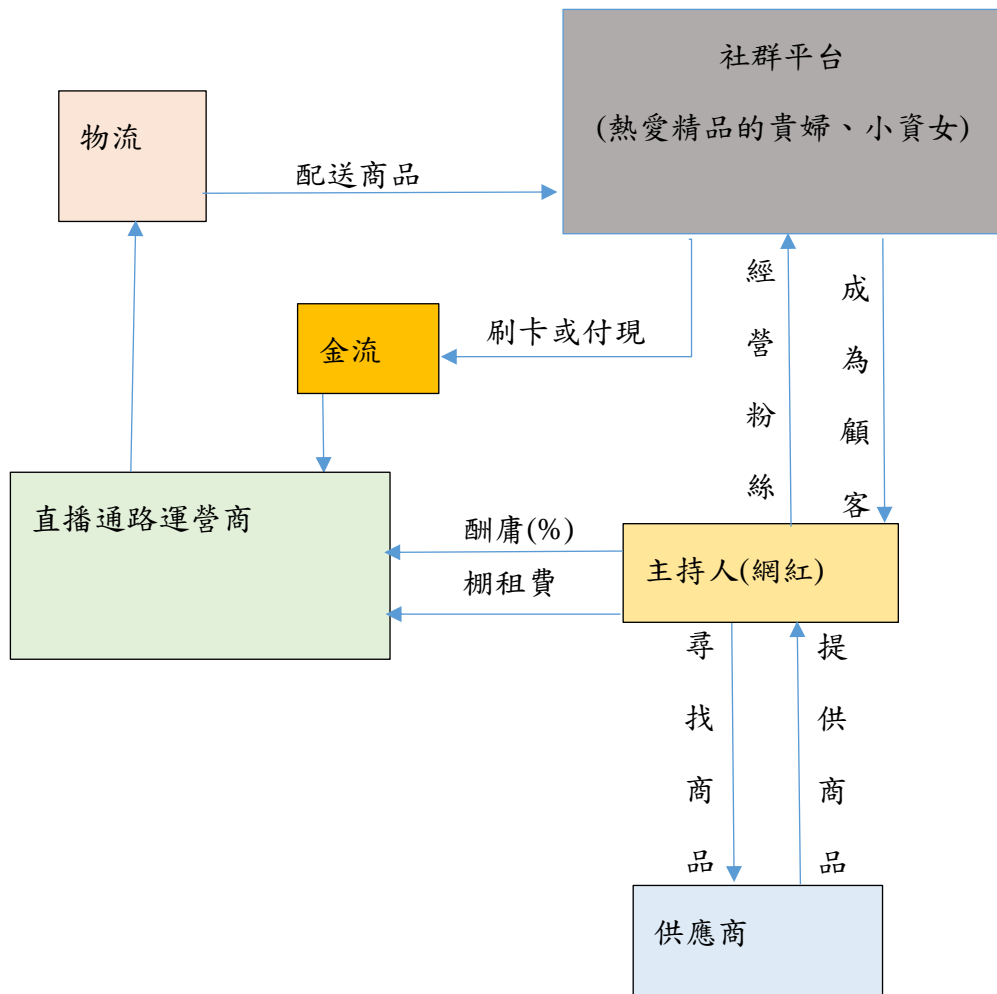 社群平台
(熱愛精品的貴婦、小資女)
物流
配送商品
經營粉絲
成為顧客
刷卡或付現
金流
直播通路運營商
酬庸(%)
棚租費
主持人(網紅)
尋找商品
提供商品
供應商